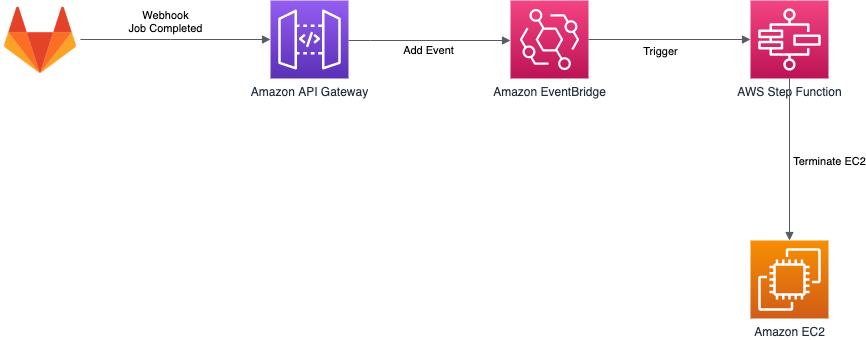 Webhook
Job Completed
Add Event
Trigger
Amazon API Gateway
Amazon EventBridge
AWS Step Function
Terminate EC2
Amazon EC2